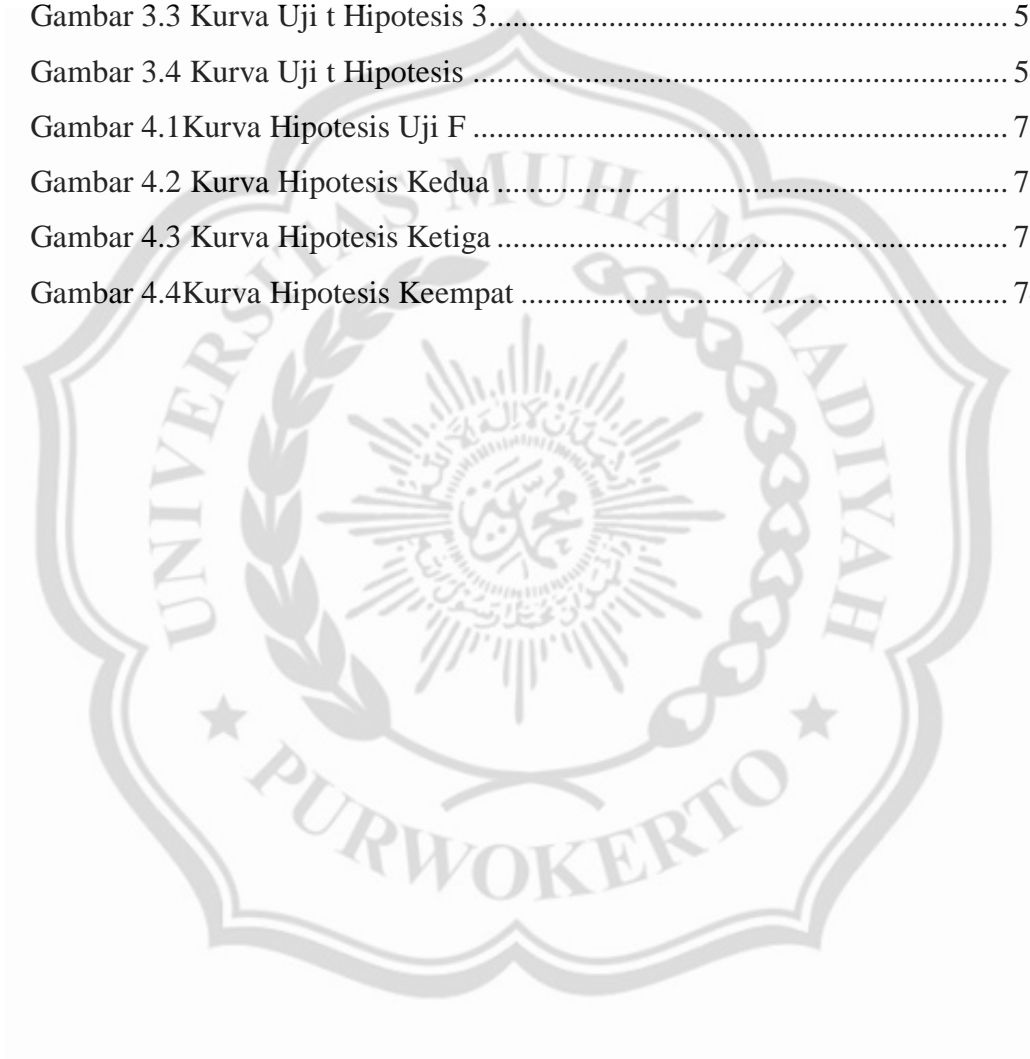 Gambar 3.3 Kurva Uji t Hipotesis 3.................................................................... 5
Gambar 3.4 Kurva Uji t Hipotesis ..................................................................... 5
Gambar 4.1Kurva Hipotesis Uji F ..................................................................... 7
Gambar 4.2 Kurva Hipotesis Kedua .................................................................. 7
Gambar 4.3 Kurva Hipotesis Ketiga .................................................................. 7
Gambar 4.4Kurva Hipotesis Keempat ............................................................... 7
UNIVERSITAS MUHAMMADIYAH
PURWOKERTO